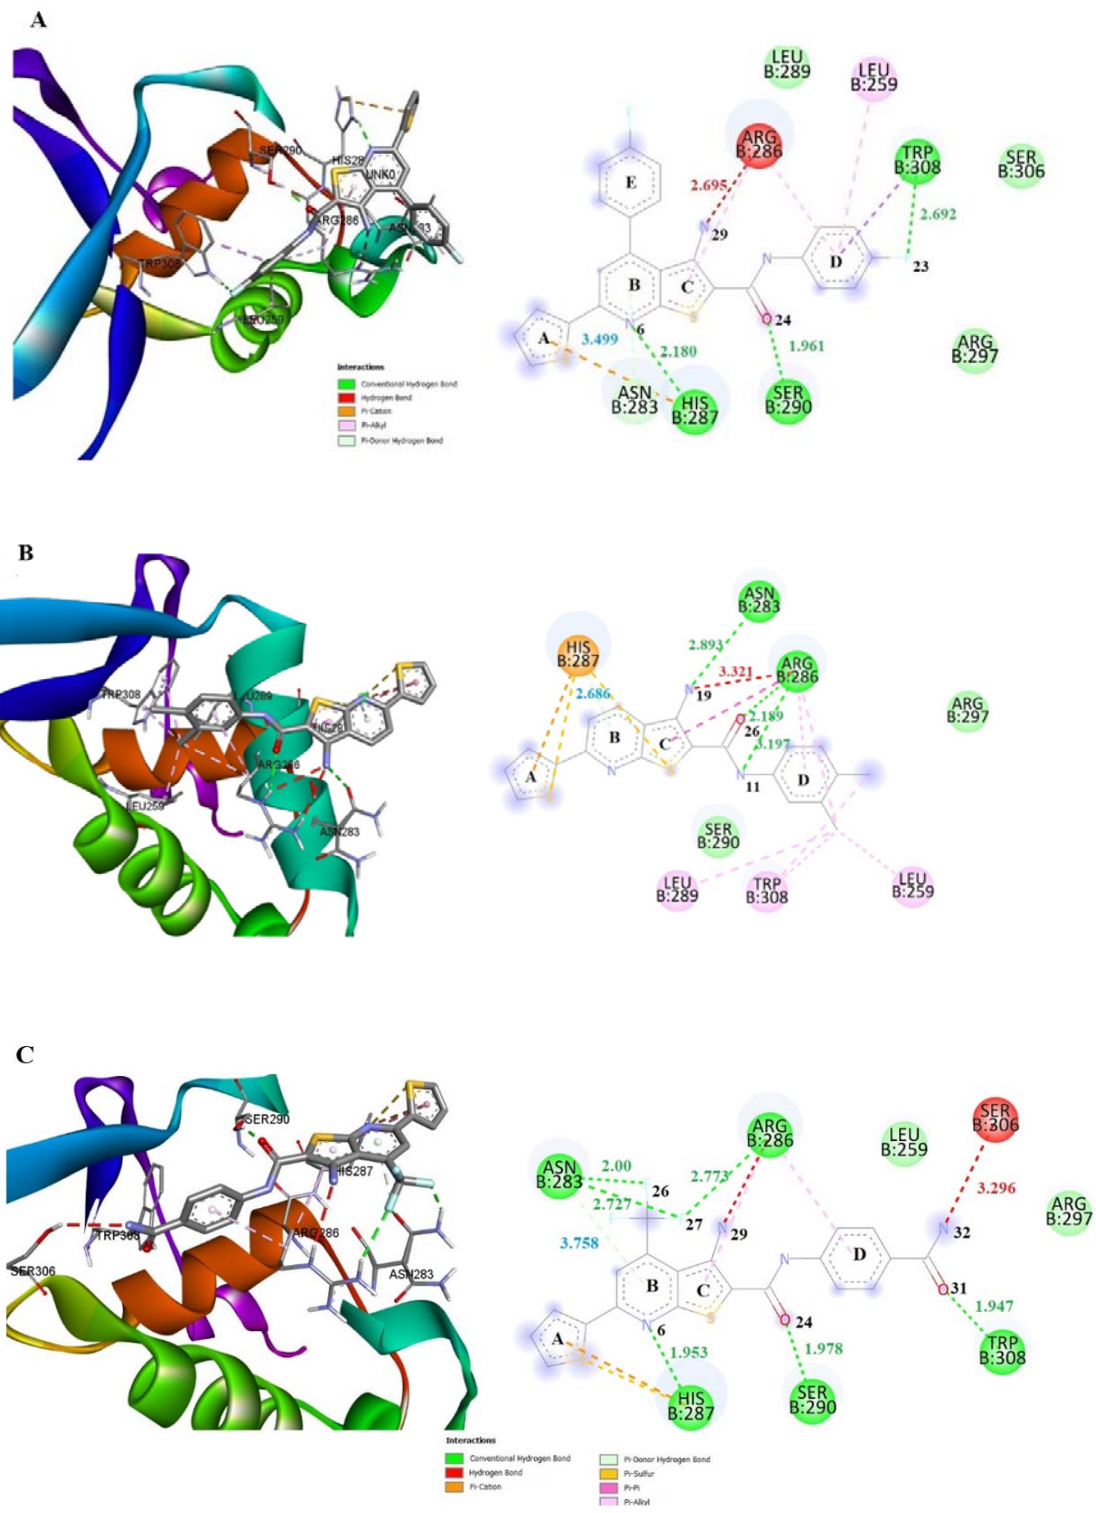 A
SER290
HIS28
UNK0
ARG286
TRP308
LEU259
Interactions
Conventional Hydrogen Bond
Hydrogen Bond
Pi-Cation
Pi-Alkyl
Pi-Donor Hydrogen Bond
LEU
B:289
LEU
B:259
ARG
B:286
TRP
B:308
SER
B:306
E
2.695
2.692
29
23
N
N
B
C
D
S
O
24
A
3.499
N
6
2.180
1.961
ARG
B:297
ASN
B:283
HIS
B:287
SER
B:290
B
TRP308
LEU259
ARG286
ASN283
ASN
B:283
2.893
HIS
B:287
ARG
B:286
2.686
3.321
N
19
O
26
2.189
ARG
B:297
B
C
3.197
A
N
S
N
11
D
SER
B:290
LEU
B:289
TRP
B:308
LEU
B:259
C
SER290
HIS287
ARG286
TRP308
SER306
ASN283
ARG
B:286
SER
B:306
LEU
B:259
ASN
B:283
2.00
26
2.773
2.727
27
N
29
3.296
ARG
B:297
3.758
N
32
B
C
N
D
S
O
31
A
N
6
O
24
1.947
1.953
1.978
TRP
B:308
HIS
B:287
SER
B:290
Interactions
Conventional Hydrogen Bond
Hydrogen Bond
Pi-Cation
Pi-Donor Hydrogen Bond
Pi-Sulfur
Pi-Pi
Pi-Alkyl